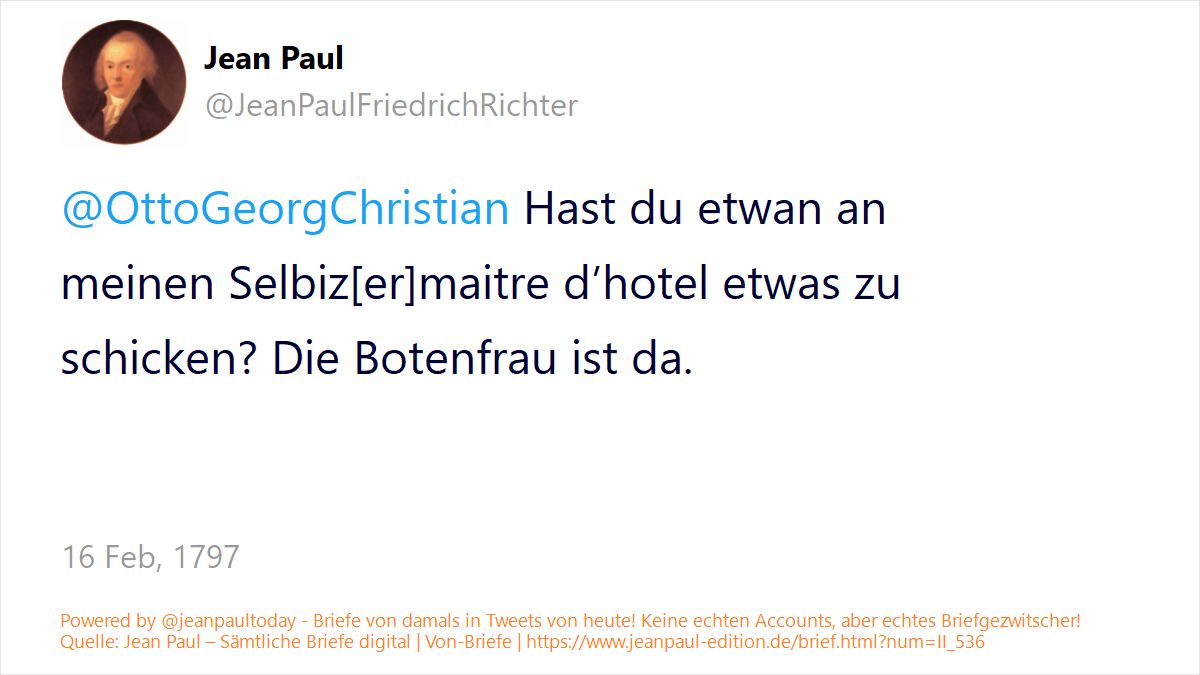 Jean Paul
@JeanPaulFriedrichRichter
@OttoGeorgChristian Hast du etwan an
meinen Selbiz[er]maitre d’hotel etwas zu
schicken? Die Botenfrau ist da.
16 Feb, 1797
Powered by @jeanpaultoday - Briefe von damals in Tweets von heute! Keine echten Accounts, aber echtes Briefgezwitscher!
Quelle: Jean Paul – Sämtliche Briefe digital | Von-Briefe | https://www.jeanpaul-edition.de/brief.html?num=II_536